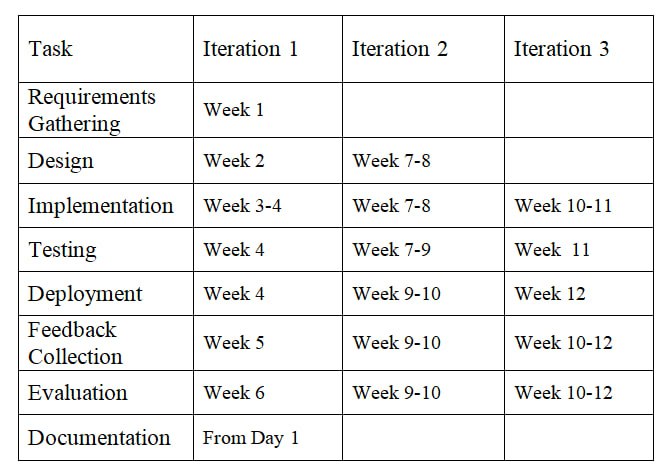 Task Iteration 1 Iteration 2 Iteration 3
Requirements
Gathering Week 1
Design Week 2 Week 7-8
Implementation Week 3-4 Week 7-8 Week 10-11
Testing Week 4 Week 7-9 Week 11
Deployment Week 4 Week 9-10 Week 12
Feedback
Collection Week 5 Week 9-10 Week 10-12
Evaluation Week 6 Week 9-10 Week 10-12
Documentation From Day 1